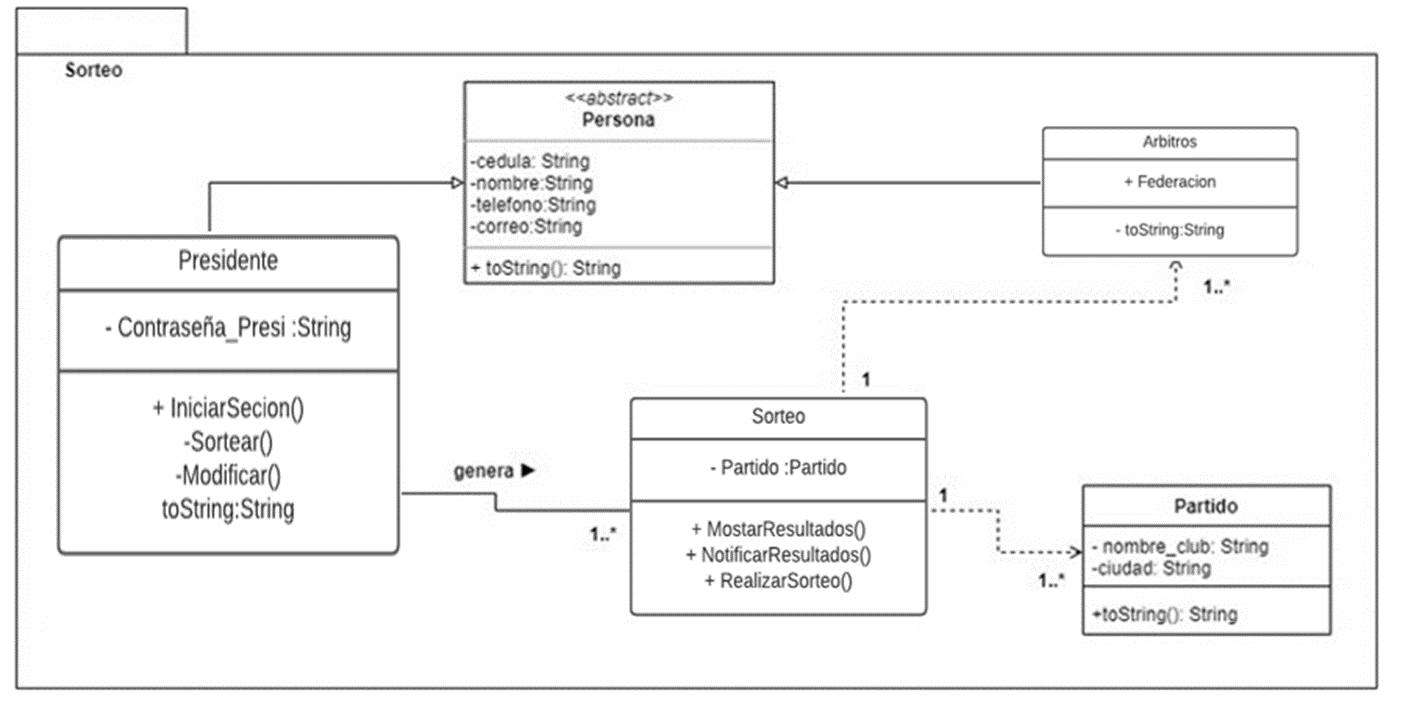 Sorteo
<<abstract>>
Persona
-cedula: String
-nombre:String
-telefono:String
-correo:String
+ toString(): String
Arbitros
+ Federacion
- toString:String
1..*
Presidente
- Contraseña_Presi :String
+ IniciarSecion()
-Sortear()
-Modificar()
toString:String
genera ▶
1..*
1
Sorteo
- Partido :Partido
+ MostarResultados()
+ NotificarResultados()
+ RealizarSorteo()
1
1..*
Partido
- nombre_club: String
-ciudad: String
+toString(): String